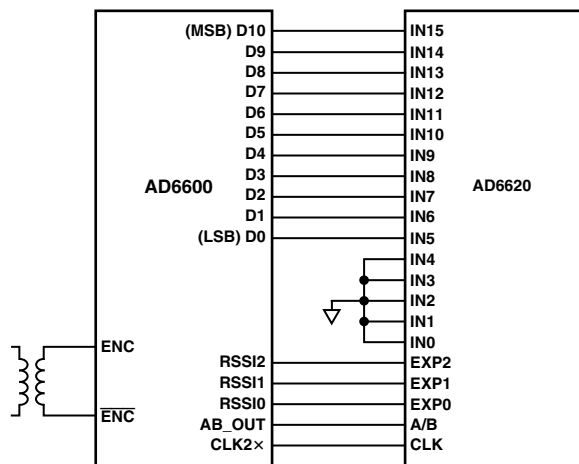 (MSB) D10 IN15
D9 IN14
D8 IN13
D7 IN12
D6 IN11
D5 IN10
D4 IN9
D3 IN8
AD6600 AD6620
D2 IN7
D1 IN6
(LSB) D0 IN5
IN4
IN3
IN2
IN1
IN0
ENC
RSSI2 EXP2
RSSI1 EXP1
RSSI0 EXP0
ENC
AB_OUT A/B
CLK2× CLK